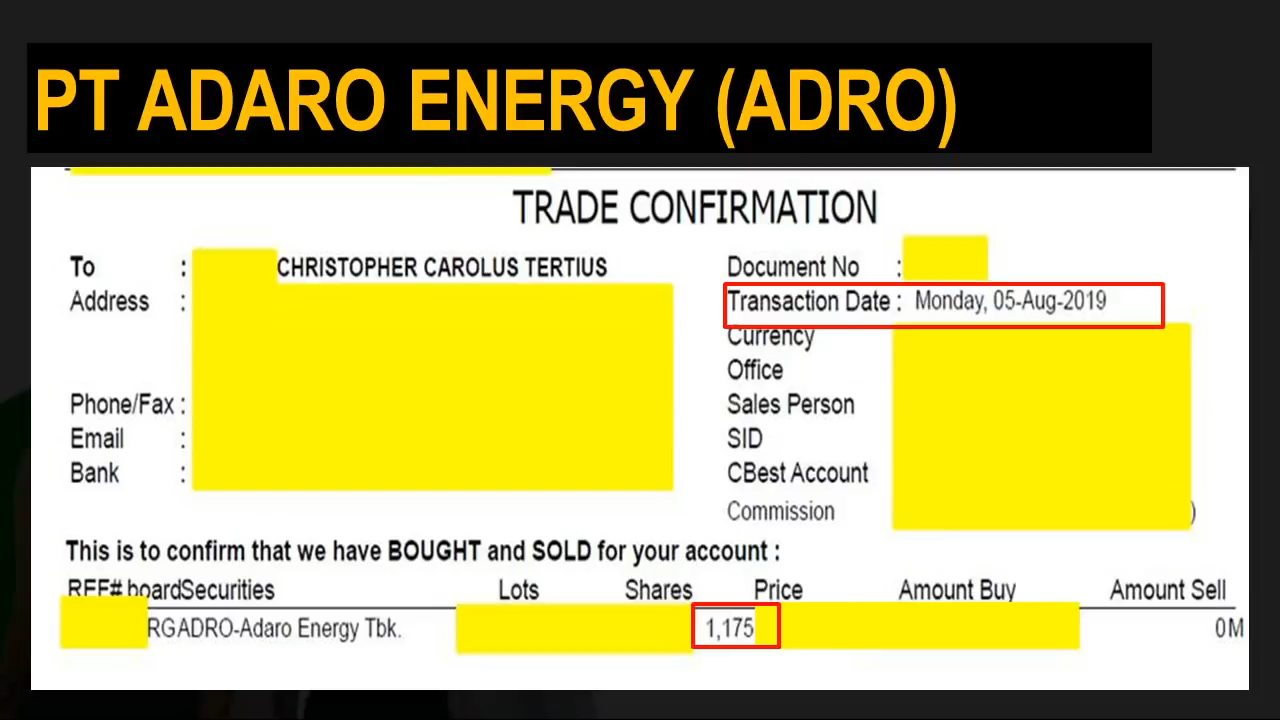 PT ADARO ENERGY (ADRO)
TRADE CONFIRMATION
To : CHRISTOPHER CAROLUS TERTIUS
Address :
Phone/Fax :
Email :
Bank :
Document No :
Transaction Date : Monday, 05-Aug-2019
Currency
Office
Sales Person
SID
CBest Account
Commission )
This is to confirm that we have BOUGHT and SOLD for your account :
REF# boardSecurities Lots Shares Price Amount Buy Amount Sell
RGADRO-Adaro Energy Tbk. 1,175 0M